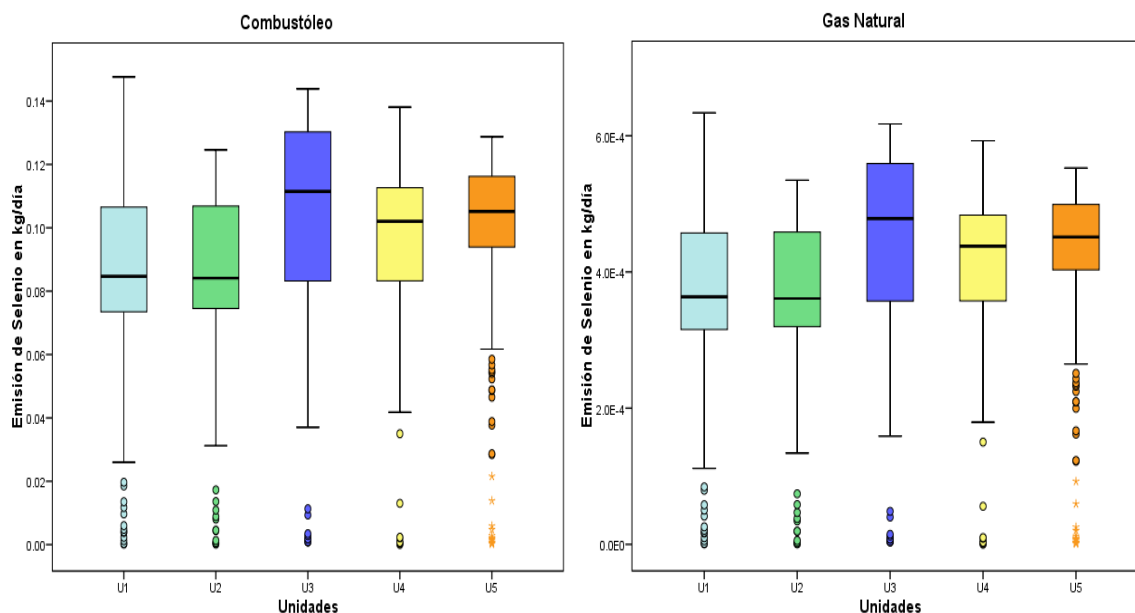 Combustóleo
Emisión de Selenio en kg/día
0.14
0.12
0.10
0.08
0.06
0.04
0.02
0.00
U1 U2 U3 U4 U5
Unidades
Gas Natural
Emisión de Selenio en kg/día
6.0E-4
4.0E-4
2.0E-4
0.0E0
U1 U2 U3 U4 U5
Unidades